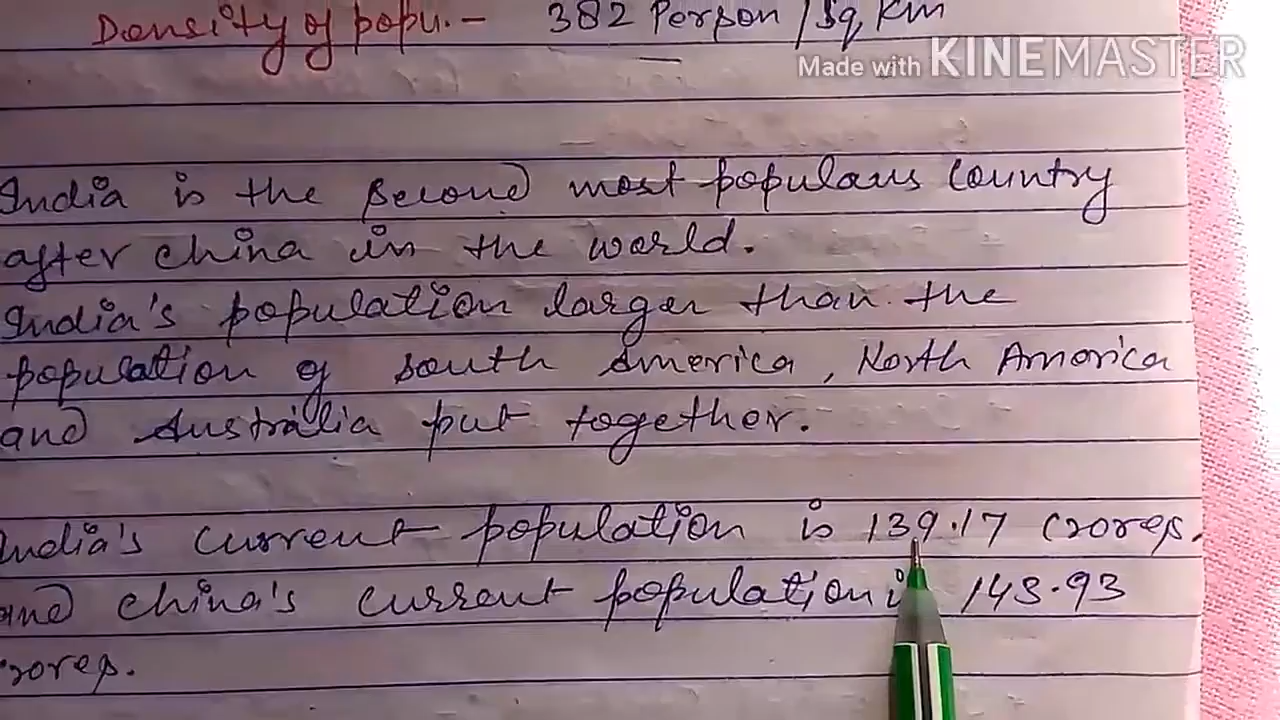 Density of popu. - 382 Person / Sq Km
Made with KINEMASTER
India is the second most populous country
after china in the world.
India's population larger than the
population of south America, North America
and Australia put together.
India's current population is 139.17 crores.
and china's current population is 143.93
crores.